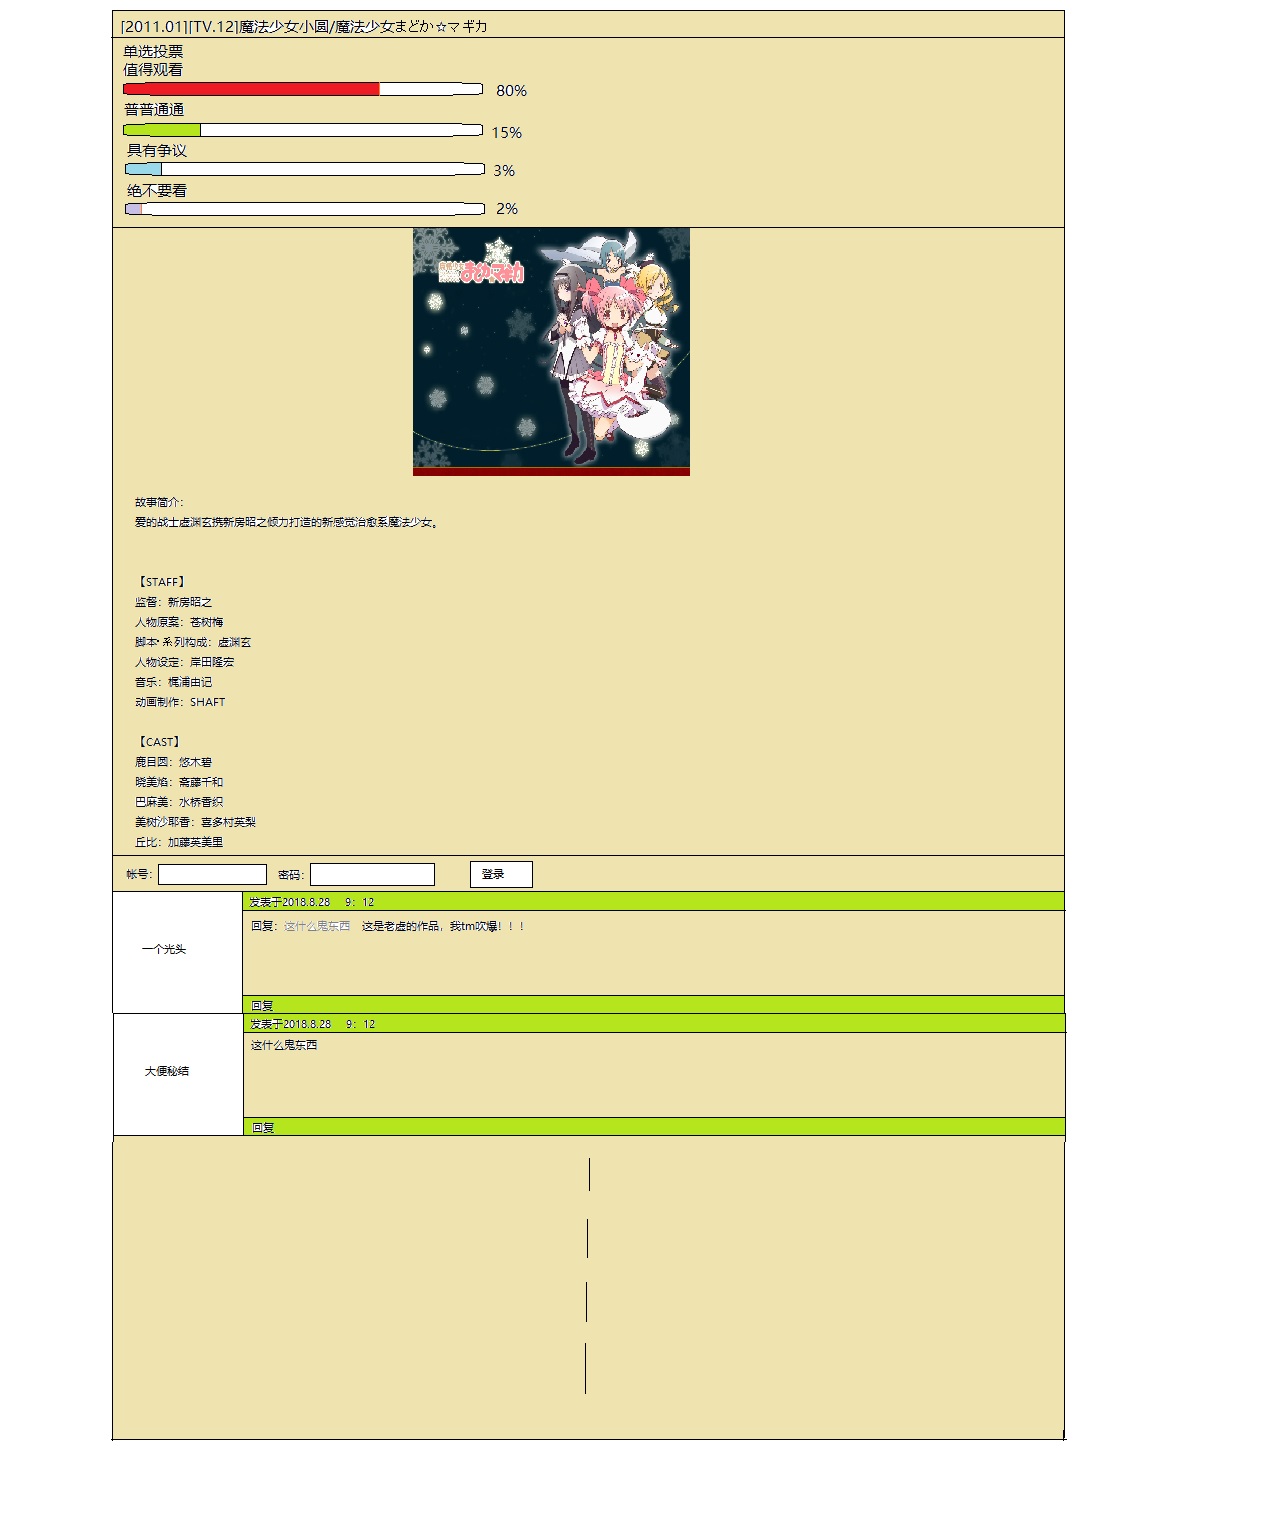 [2011.01][TV.12]魔法少女小圆/魔法少女まどか☆マギカ
单选投票
值得观看
80%
普普通通
15%
具有争议
3%
绝不要看
2%
まどか マギカ
故事简介：
爱的战士虚渊玄携新房昭之倾力打造的新感觉治愈系魔法少女。
【STAFF】
监督：新房昭之
人物原案：苍树梅
脚本·系列构成：虚渊玄
人物设定：岸田隆宏
音乐：梶浦由记
动画制作：SHAFT
【CAST】
鹿目圆：悠木碧
晓美焰：斋藤千和
巴麻美：水桥香织
美树沙耶香：喜多村英梨
丘比：加藤英美里
帐号： 密码： 登录
发表于2018.8.28 9：12
一个光头
回复：这什么鬼东西 这是老虚的作品，我tm吹爆！！！
回复
发表于2018.8.28 9：12
大便秘结
这什么鬼东西
回复